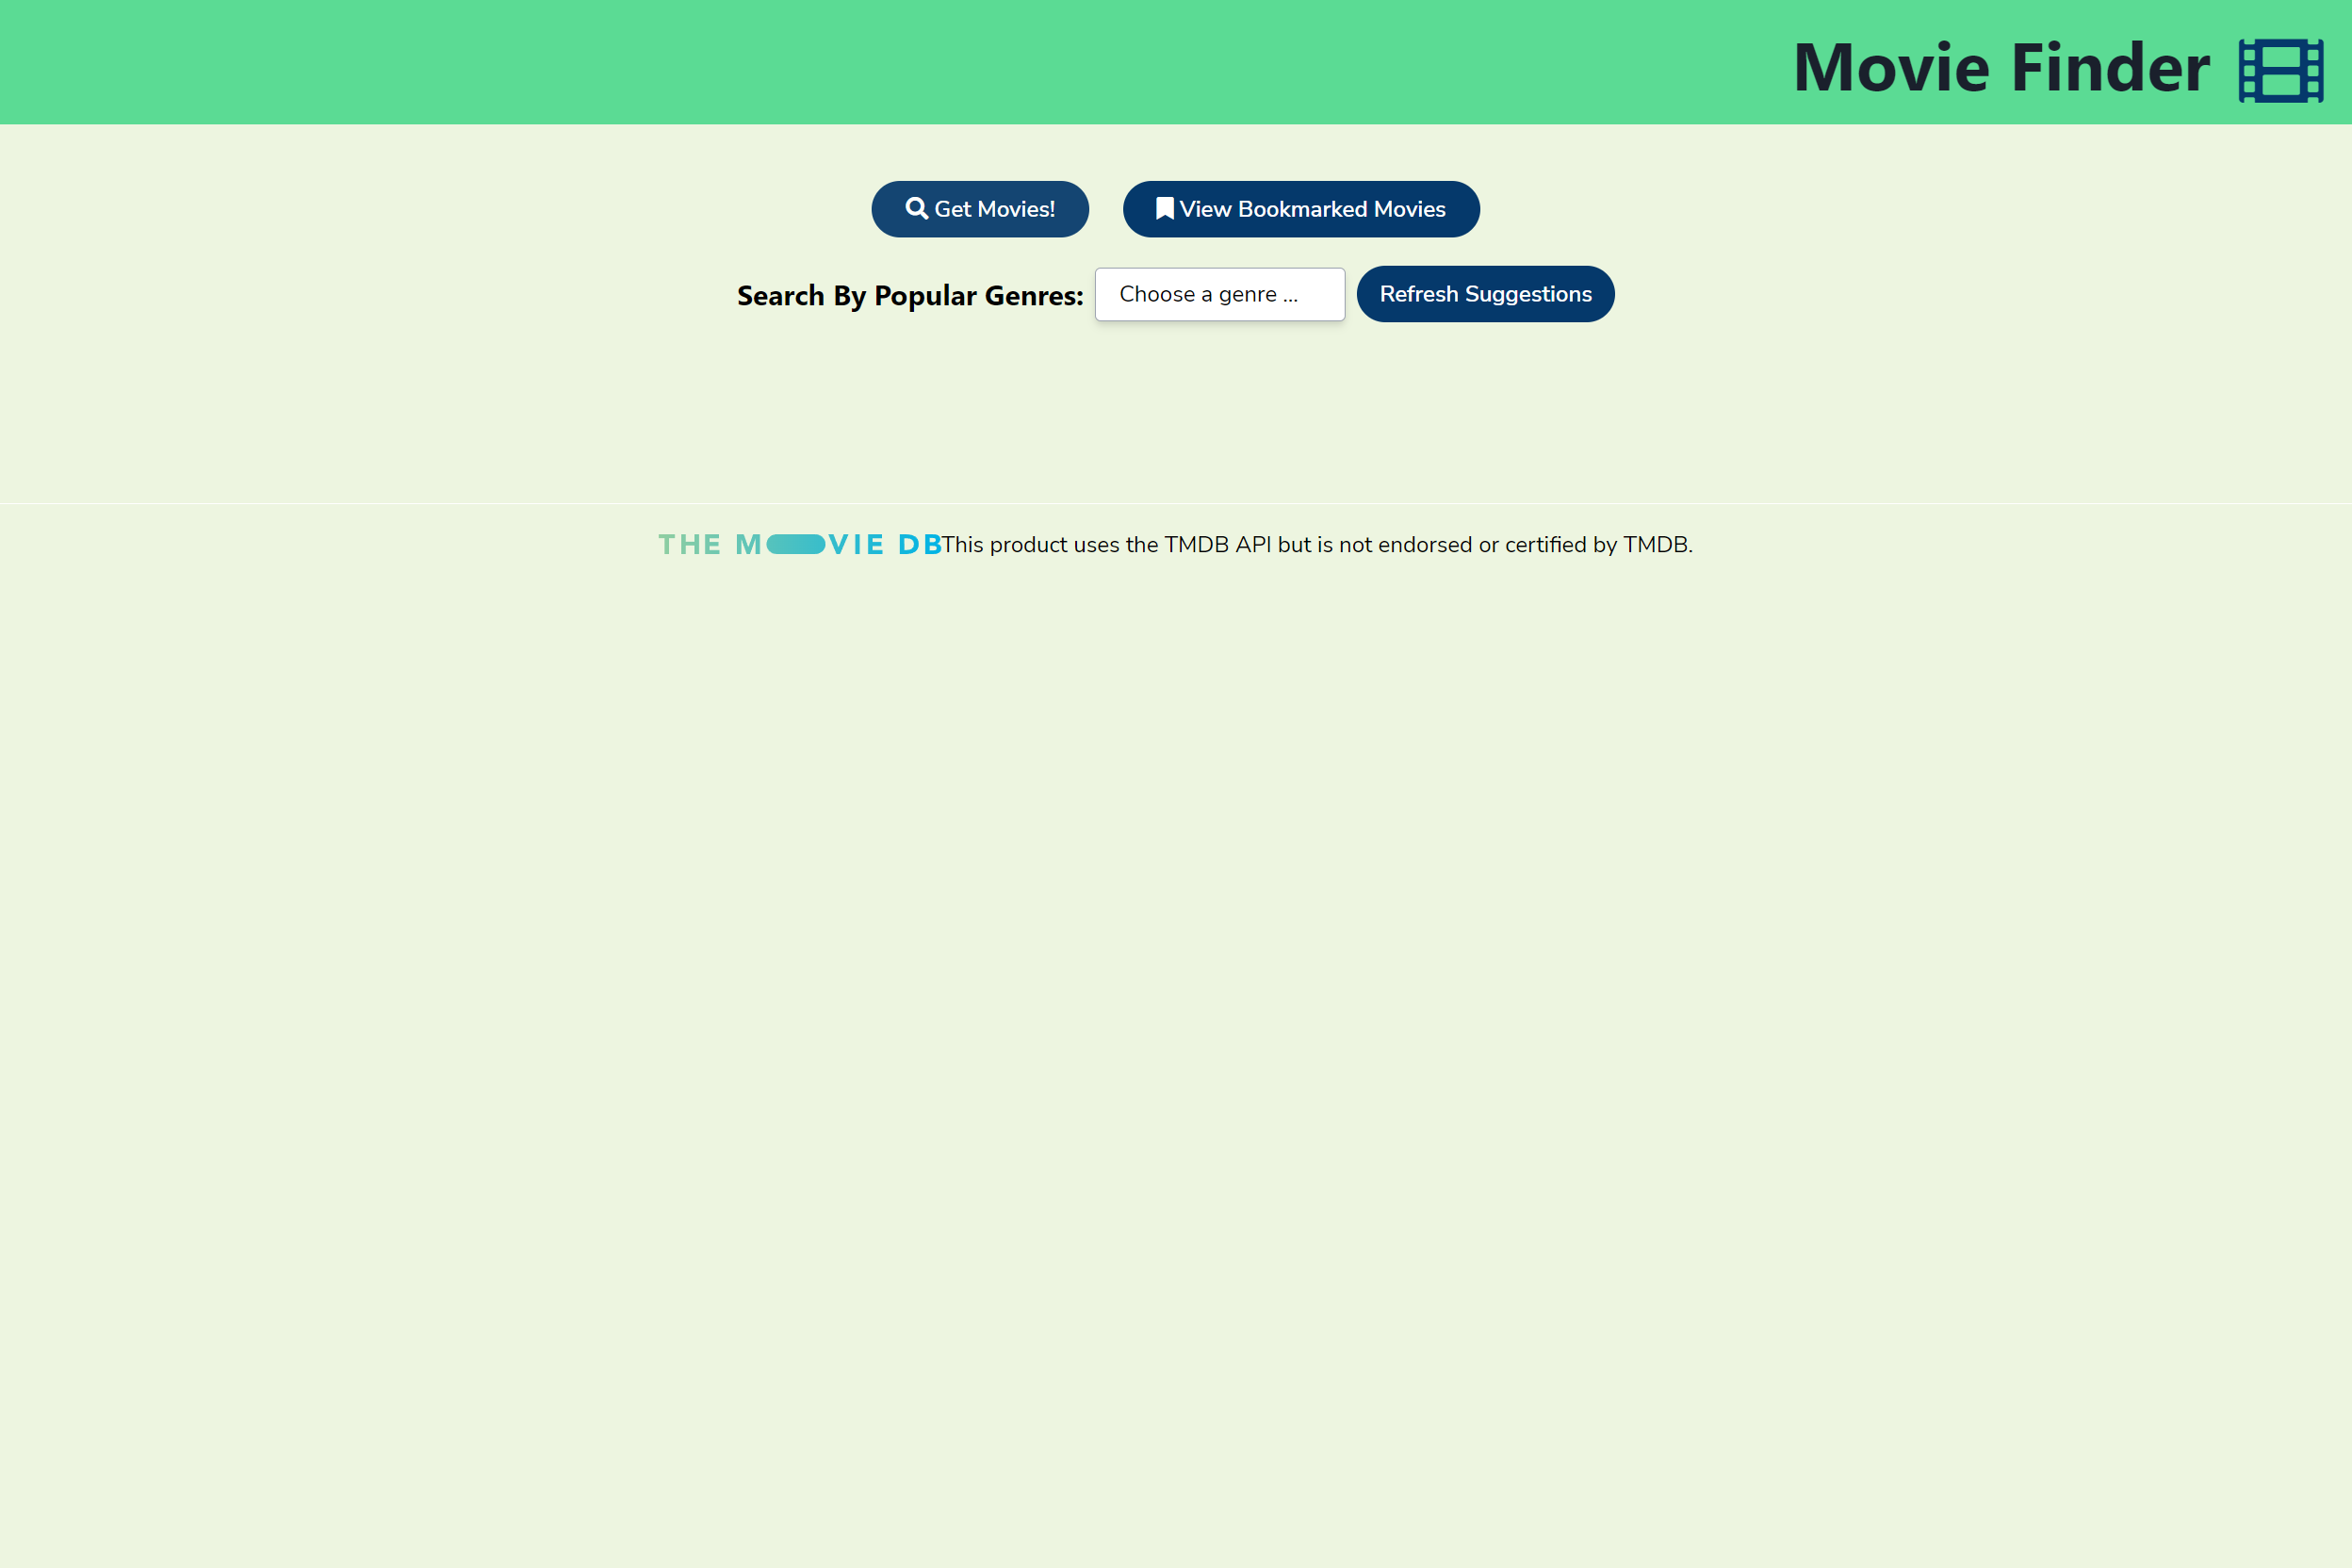 Movie Finder
Get Movies!
View Bookmarked Movies
Search By Popular Genres:
Choose a genre ...
Refresh Suggestions
THE MOVIE DB This product uses the TMDB API but is not endorsed or certified by TMDB.